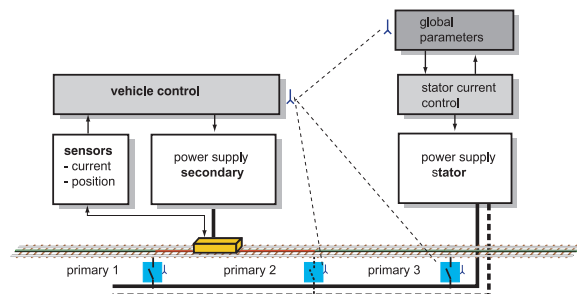 global
parameters
vehicle control
stator current
control
sensors
- current
- position
power supply
secondary
power supply
stator
primary 1
primary 2
primary 3